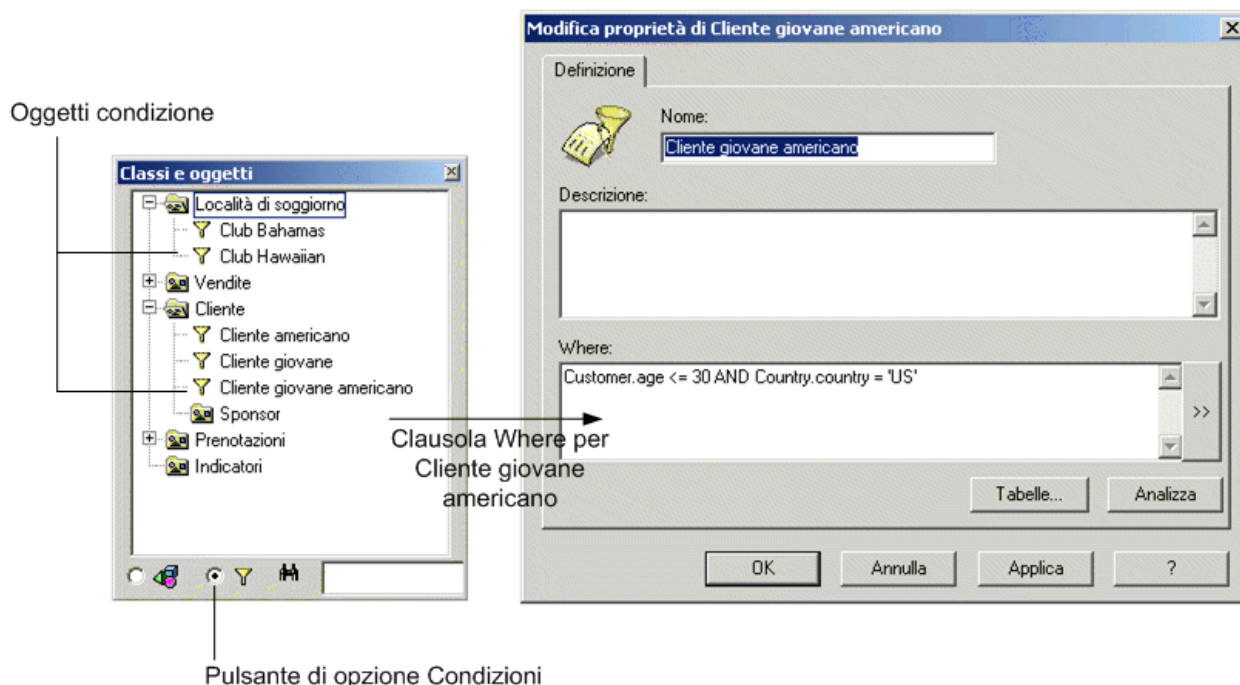 Oggetti condizione
Classi e oggetti
Località di soggiorno
Club Bahamas
Club Hawaiian
Vendite
Cliente
Cliente americano
Cliente giovane
Cliente giovane americano
Sponsor
Prenotazioni
Indicatori
Pulsante di opzione Condizioni
Clausola Where per
Cliente giovane
americano
Modifica proprietà di Cliente giovane americano
Definizione
Nome:
Cliente giovane americano
Descrizione:
Where:
Customer.age <= 30 AND Country.country = 'US'
>>
Tabelle... Analizza
OK Annulla Applica ?